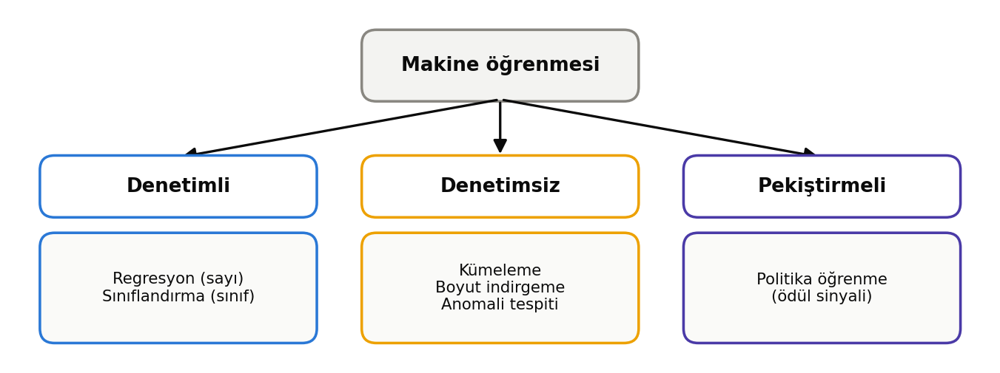 Makine öğrenmesi
Denetimli
Denetimsiz
Pekiştirmeli
Regresyon (sayı)
Sınıflandırma (sınıf)
Kümeleme
Boyut indirgeme
Anomali tespiti
Politika öğrenme
(ödül sinyali)